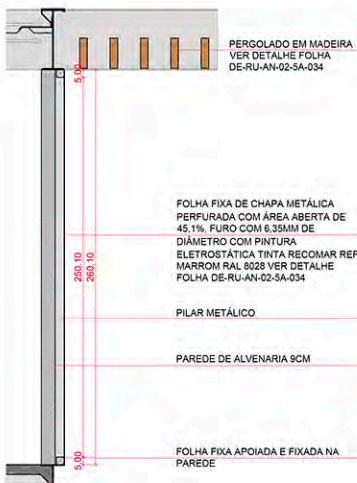 PERGOLADO EM MADEIRA
VER DETALHE FOLHA
DE-RU-AN-02-5A-034
5,00
FOLHA FIXA DE CHAPA METÁLICA
PERFURADA COM ÁREA ABERTA DE
45,1%, FURO COM 6,35MM DE
DIÂMETRO COM PINTURA
ELETROSTÁTICA TINTA RECOMAR REF
MARROM RAL 8028 VER DETALHE
FOLHA DE-RU-AN-02-5A-034
250,10
260,10
PILAR METÁLICO
PAREDE DE ALVENARIA 9CM
5,00
FOLHA FIXA APOIADA E FIXADA NA
PAREDE